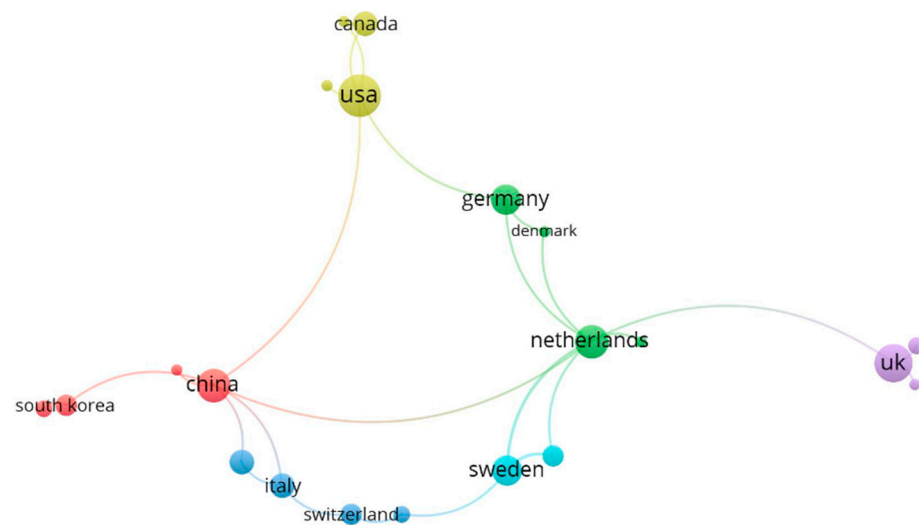 canada
usa
germany
denmark
netherlands
uk
china
south korea
sweden
italy
switzerland